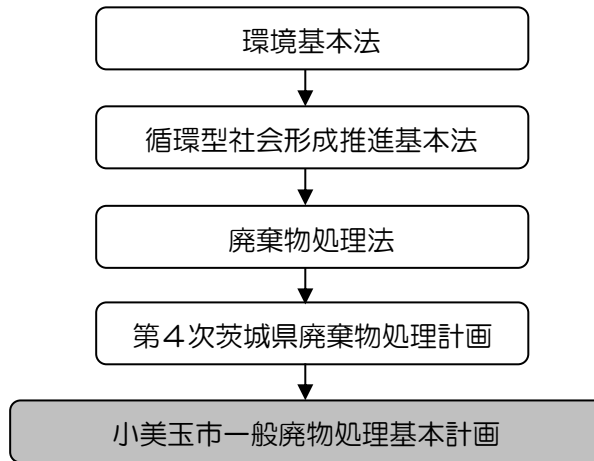 環境基本法
循環型社会形成推進基本法
廃棄物処理法
第4次茨城県廃棄物処理計画
小美玉市一般廃物処理基本計画